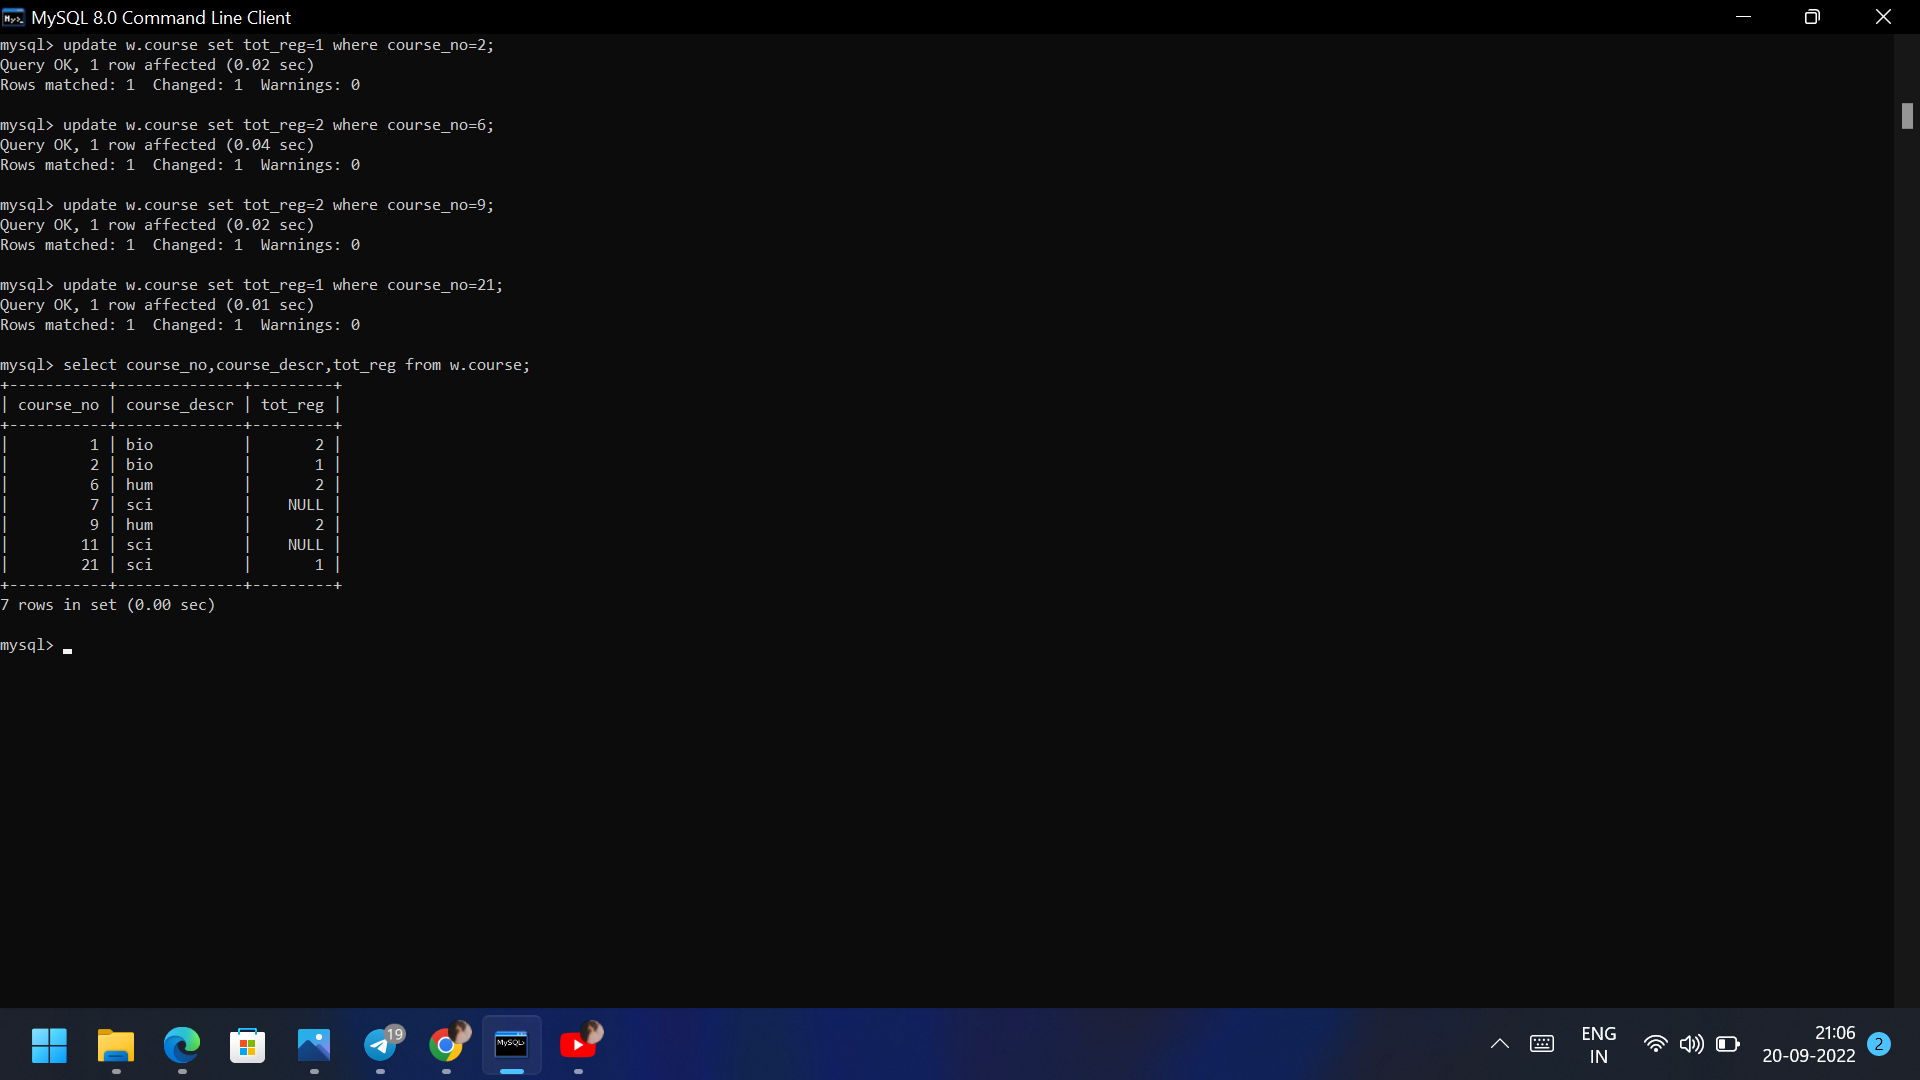 MySQL 8.0 Command Line Client
mysql> update w.course set tot_reg=1 where course_no=2;
Query OK, 1 row affected (0.02 sec)
Rows matched: 1  Changed: 1  Warnings: 0

mysql> update w.course set tot_reg=2 where course_no=6;
Query OK, 1 row affected (0.04 sec)
Rows matched: 1  Changed: 1  Warnings: 0

mysql> update w.course set tot_reg=2 where course_no=9;
Query OK, 1 row affected (0.02 sec)
Rows matched: 1  Changed: 1  Warnings: 0

mysql> update w.course set tot_reg=1 where course_no=21;
Query OK, 1 row affected (0.01 sec)
Rows matched: 1  Changed: 1  Warnings: 0

mysql> select course_no,course_descr,tot_reg from w.course;
+-----------+--------------+---------+
| course_no | course_descr | tot_reg |
+-----------+--------------+---------+
|         1 | bio          |       2 |
|         2 | bio          |       1 |
|         6 | hum          |       2 |
|         7 | sci          |    NULL |
|         9 | hum          |       2 |
|        11 | sci          |    NULL |
|        21 | sci          |       1 |
+-----------+--------------+---------+
7 rows in set (0.00 sec)

mysql>
19
MySQL>
ENG
IN
21:06
20-09-2022
2